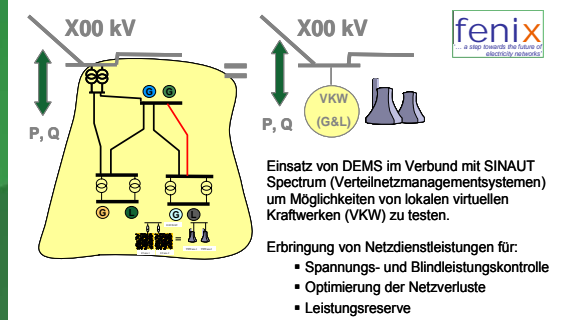 X00 kV
X00 kV
fenix
... a step towards the future of
electricity networks'
P, Q
G
G
=
VKW
(G&L)
P, Q
G
L
G
L
=
Einsatz von DEMS im Verbund mit SINAUT
Spectrum (Verteilnetzmanagementsystemen)
um Möglichkeiten von lokalen virtuellen
Kraftwerken (VKW) zu testen.
Erbringung von Netzdienstleistungen für:
▪ Spannungs- und Blindleistungskontrolle
▪ Optimierung der Netzverluste
▪ Leistungsreserve